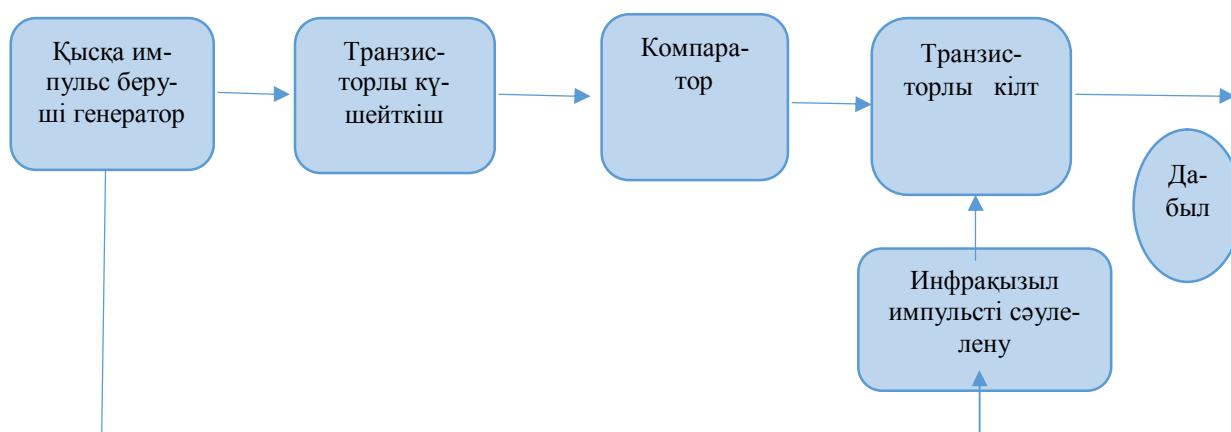 Қысқа им-
пульс беру-
ші генератор
Транзис-
торлы кү-
шейткіш
Компара-
тор
Транзис-
торлы кілт
Да-
был
Инфрақызыл
импульсті сәуле-
лену